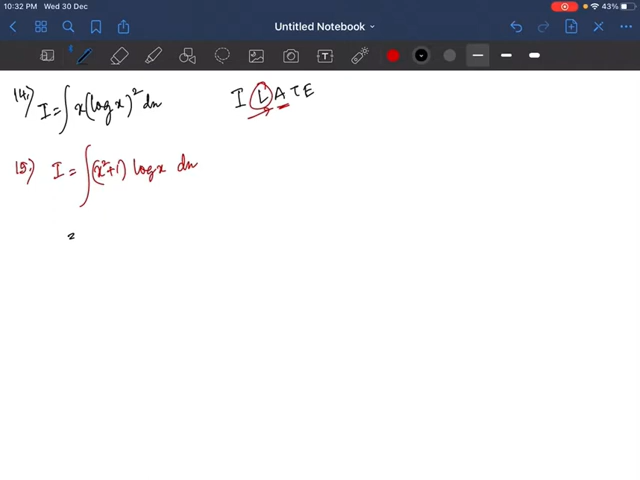 10:32 PM Wed 30 Dec
43%
Untitled Notebook
14.) I = ∫ x (log x)² dx
I L A T E
15.) I = ∫ (x²+1) log x dx
=